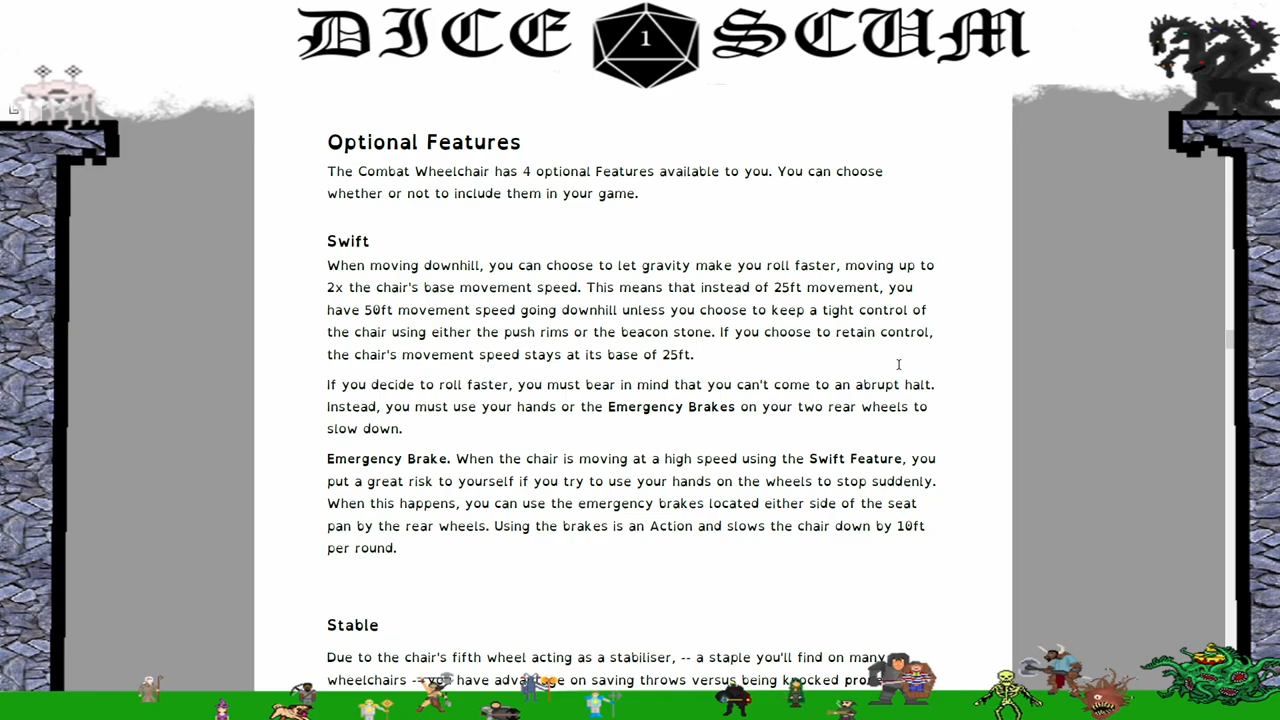 DICE 1 SCUM
Optional Features
The Combat Wheelchair has 4 optional Features available to you. You can choose
whether or not to include them in your game.
Swift
When moving downhill, you can choose to let gravity make you roll faster, moving up to
2x the chair's base movement speed. This means that instead of 25ft movement, you
have 50ft movement speed going downhill unless you choose to keep a tight control of
the chair using either the push rims or the beacon stone. If you choose to retain control,
the chair's movement speed stays at its base of 25ft.
If you decide to roll faster, you must bear in mind that you can't come to an abrupt halt.
Instead, you must use your hands or the Emergency Brakes on your two rear wheels to
slow down.
Emergency Brake. When the chair is moving at a high speed using the Swift Feature, you
put a great risk to yourself if you try to use your hands on the wheels to stop suddenly.
When this happens, you can use the emergency brakes located either side of the seat
pan by the rear wheels. Using the brakes is an Action and slows the chair down by 10ft
per round.
Stable
Due to the chair's fifth wheel acting as a stabiliser, -- a staple you'll find on many
wheelchairs -- have advantage on saving throws versus being knocked